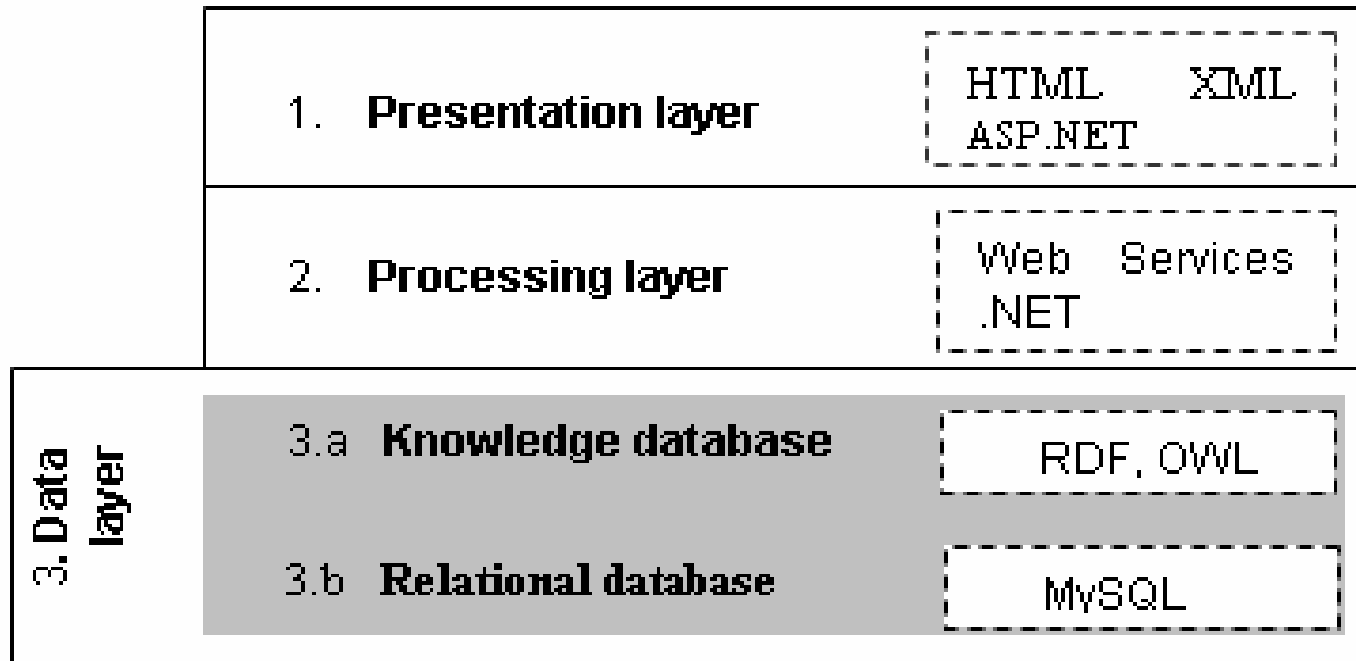 1. Presentation layer
HTML XML
ASP.NET
2. Processing layer
Web Services
.NET
3. Data
layer
3.a Knowledge database
RDF, OWL
3.b Relational database
MySQL